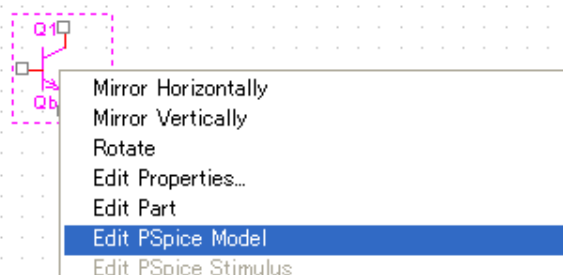 Q1
Qb
Mirror Horizontally
Mirror Vertically
Rotate
Edit Properties...
Edit Part
Edit PSpice Model
Edit PSpice Stimulus